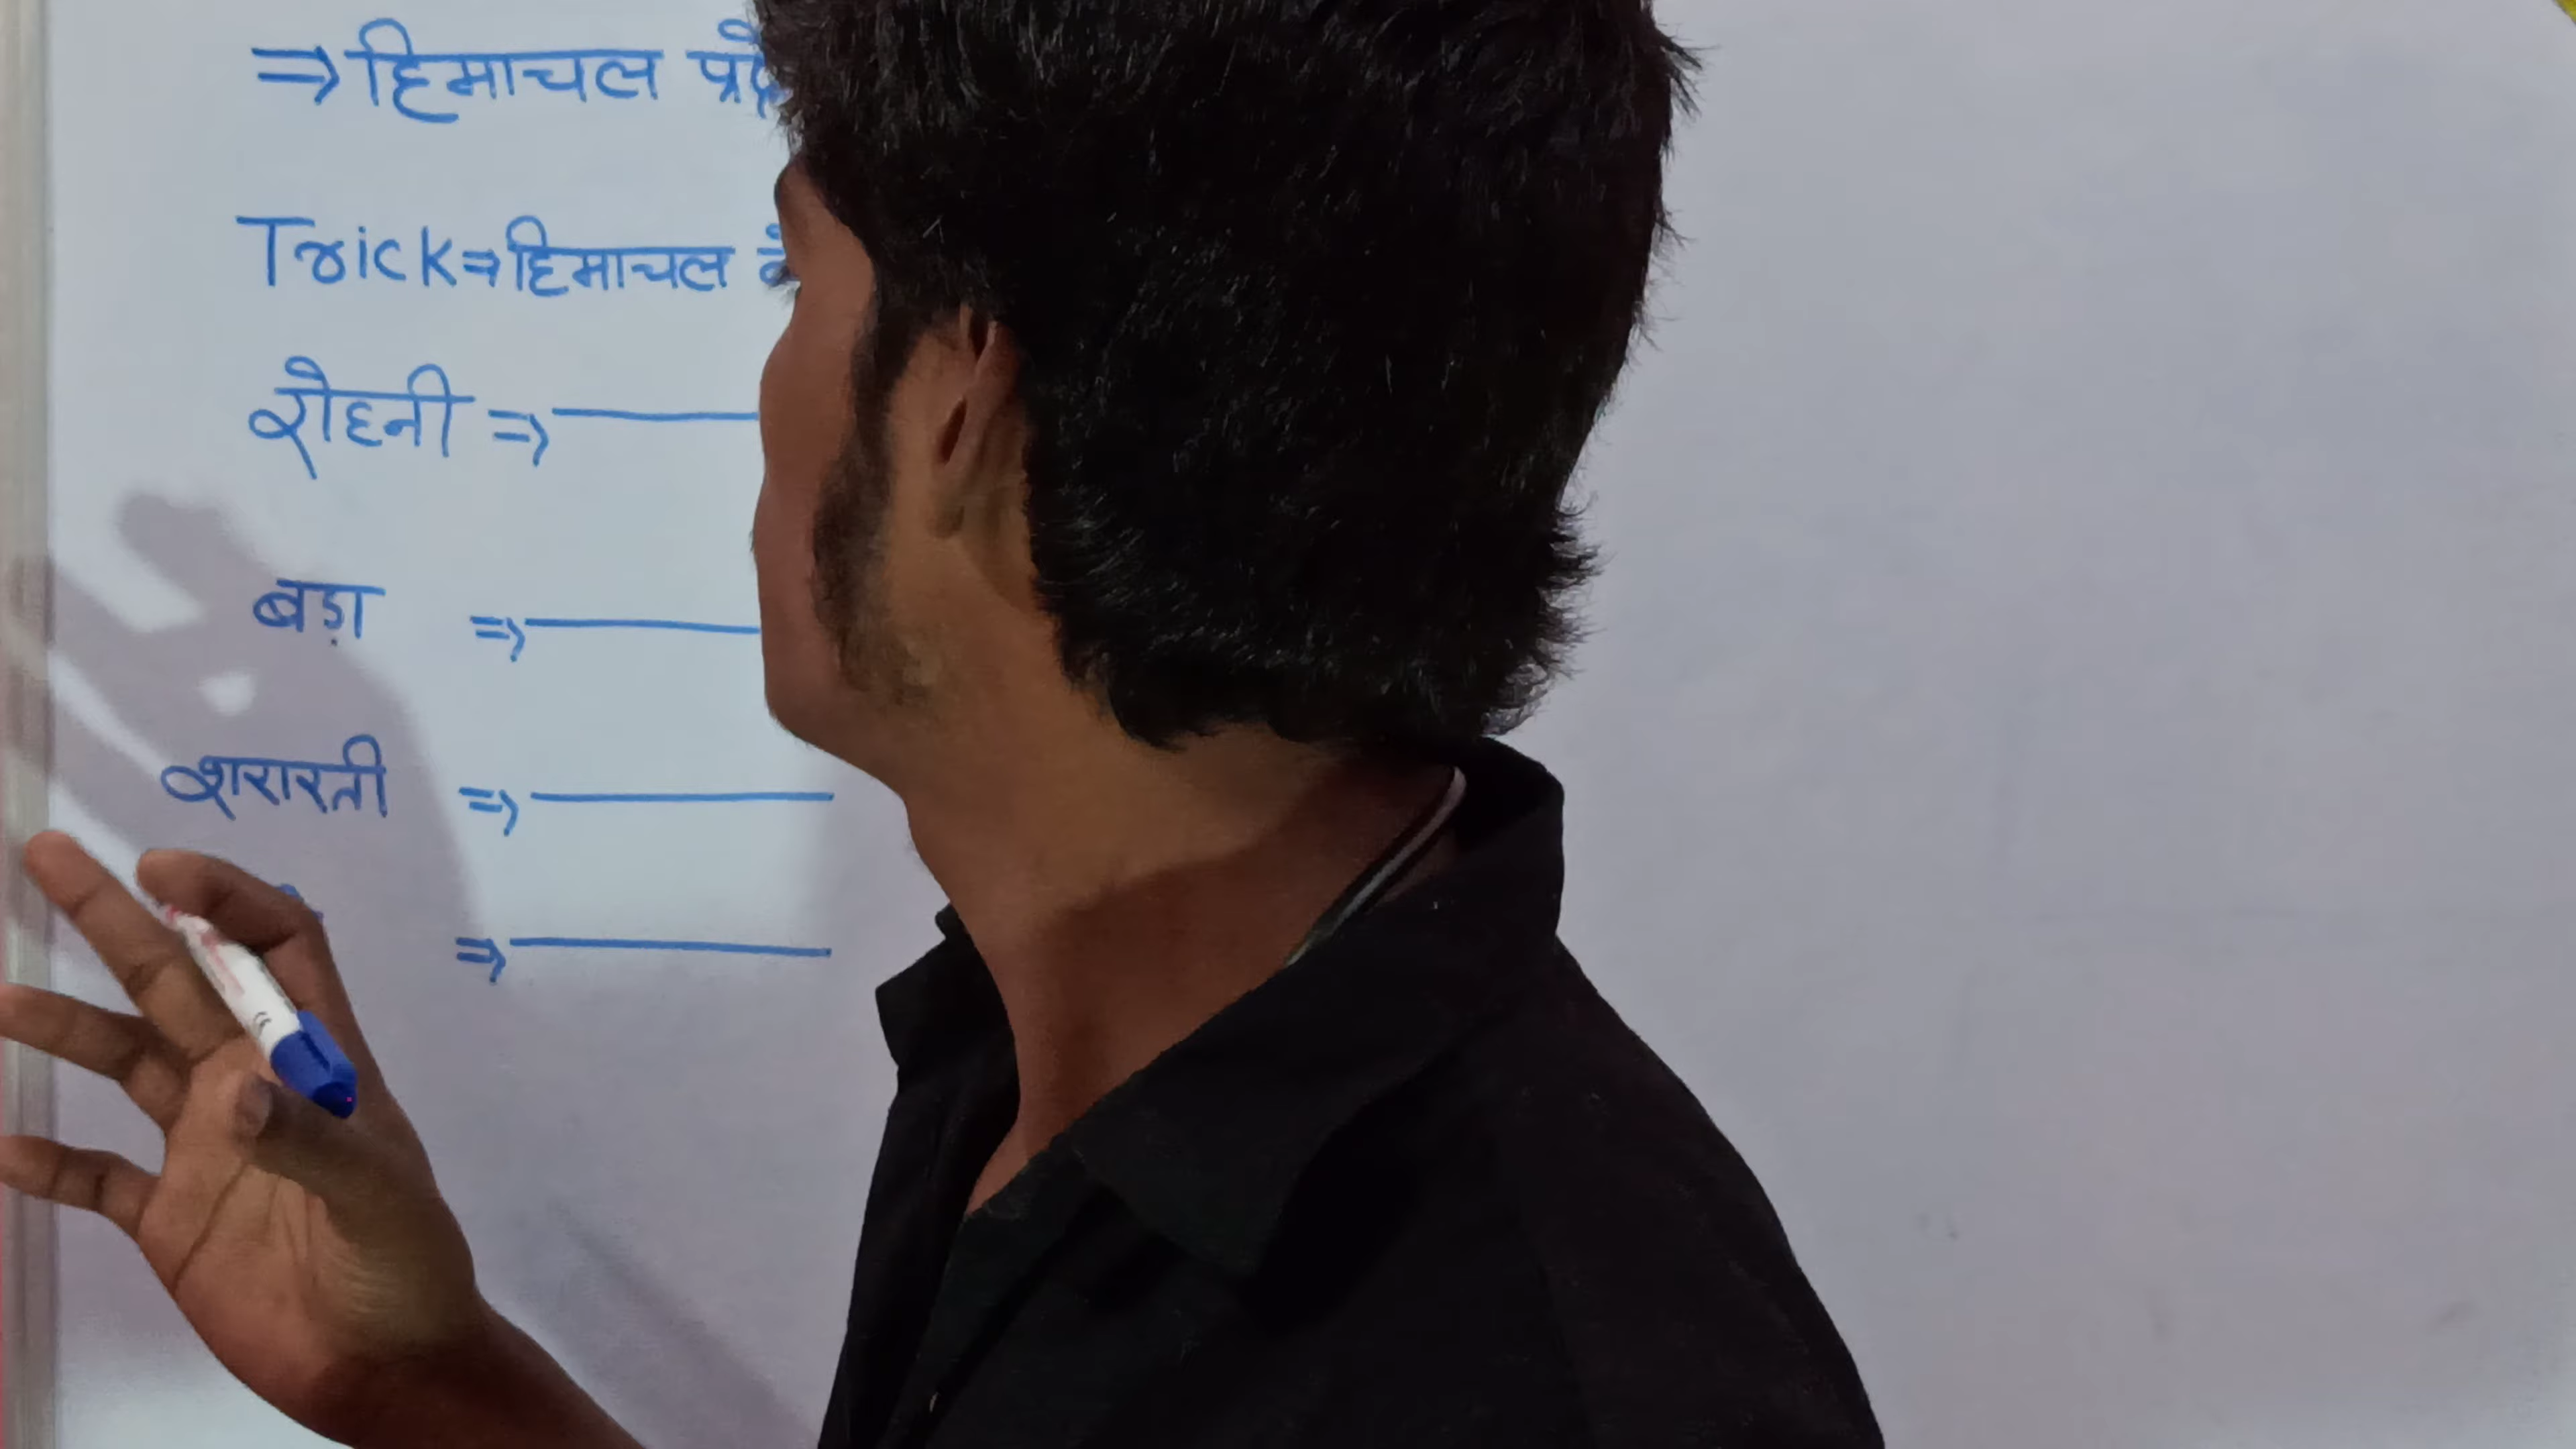 ⇒ हिमाचल
Trick ⇒ हिमाचल
रोहनी ⇒
बड़ा ⇒
शरारती ⇒
⇒